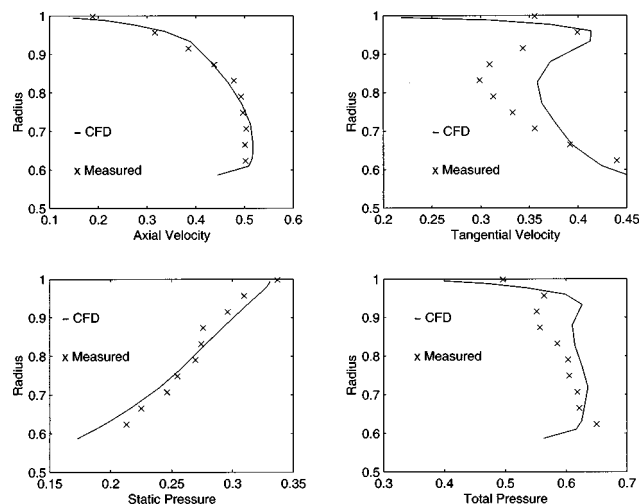 1
0.9
0.8
0.7
0.6
0.5
Radius
– CFD
x Measured
0.1 0.2 0.3 0.4 0.5 0.6
Axial Velocity
1
0.9
0.8
0.7
0.6
0.5
Radius
– CFD
x Measured
0.2 0.25 0.3 0.35 0.4 0.45
Tangential Velocity
1
0.9
0.8
0.7
0.6
0.5
Radius
– CFD
x Measured
0.15 0.2 0.25 0.3 0.35
Static Pressure
1
0.9
0.8
0.7
0.6
0.5
Radius
– CFD
x Measured
0.3 0.4 0.5 0.6 0.7
Total Pressure